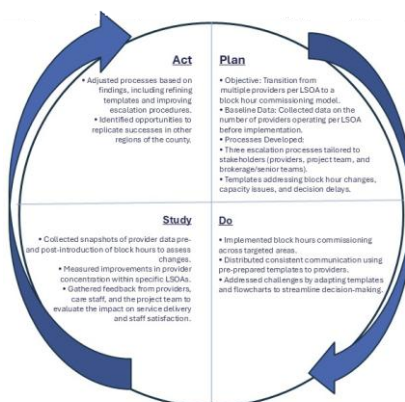 Act
• Adjusted processes based on
findings, including refining
templates and improving
escalation procedures.
• Identified opportunities to
replicate successes in other
regions of the county.
Plan
• Objective: Transition from
multiple providers per LSOA to a
block hour commissioning model.
• Baseline Data: Collected data on the
number of providers operating per LSOA
before implementation.
• Processes Developed:
• Three escalation processes tailored to
stakeholders (providers, project team, and
brokerage/senior teams).
• Templates addressing block hour changes,
capacity issues, and decision delays.
Study
• Collected snapshots of provider data pre-
and post-introduction of block hours to assess
changes.
• Measured improvements in provider
concentration within specific LSOAs.
• Gathered feedback from providers,
care staff, and the project team to
evaluate the impact on service delivery
and staff satisfaction.
Do
• Implemented block hours commissioning
across targeted areas.
• Distributed consistent communication using
pre-prepared templates to providers.
• Addressed challenges by adapting templates
and flowcharts to streamline decision-making.